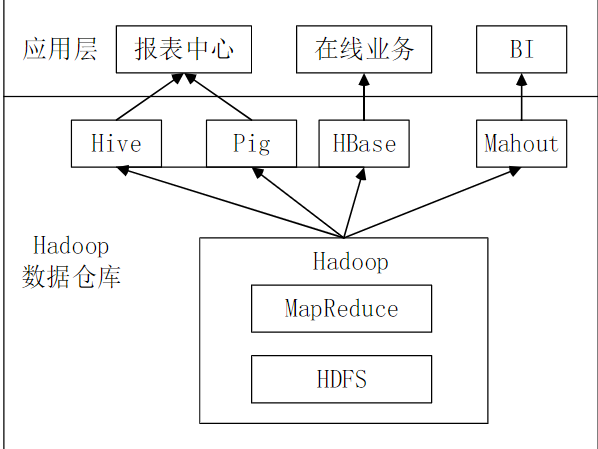 应用层
报表中心
在线业务
BI
Hive
Pig
HBase
Mahout
Hadoop
数据仓库
Hadoop
MapReduce
HDFS